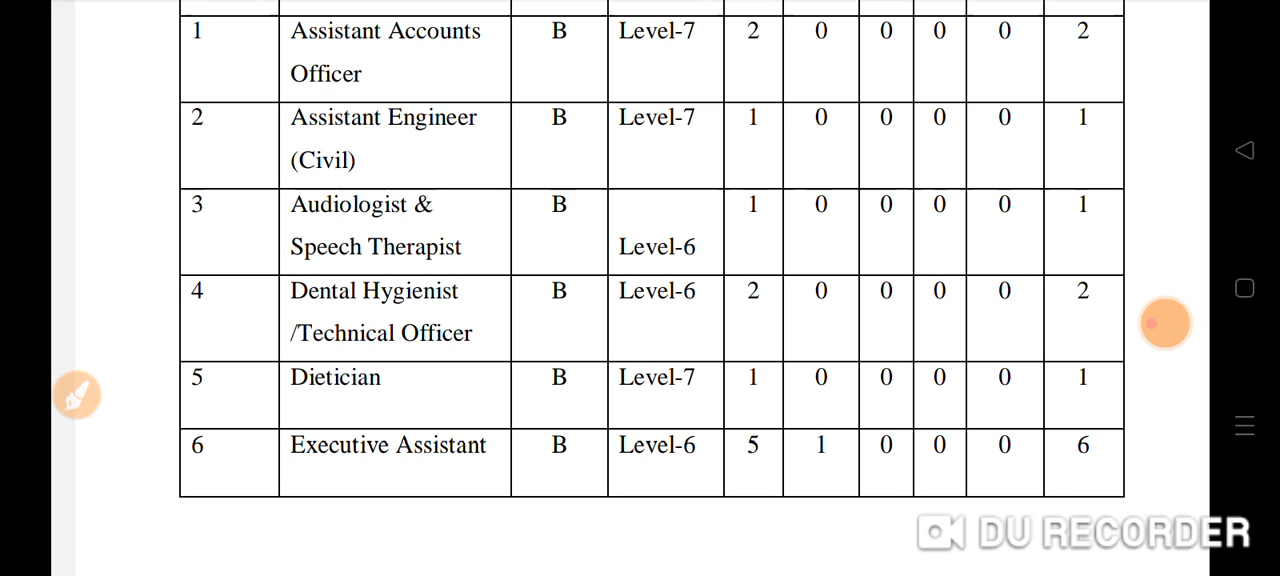 1 Assistant Accounts B Level-7 2 0 0 0 0 2
Officer
2 Assistant Engineer B Level-7 1 0 0 0 0 1
(Civil)
3 Audiologist & B 1 0 0 0 0 1
Speech Therapist Level-6
4 Dental Hygienist B Level-6 2 0 0 0 0 2
/Technical Officer
5 Dietician B Level-7 1 0 0 0 0 1
6 Executive Assistant B Level-6 5 1 0 0 0 6
DU RECORDER